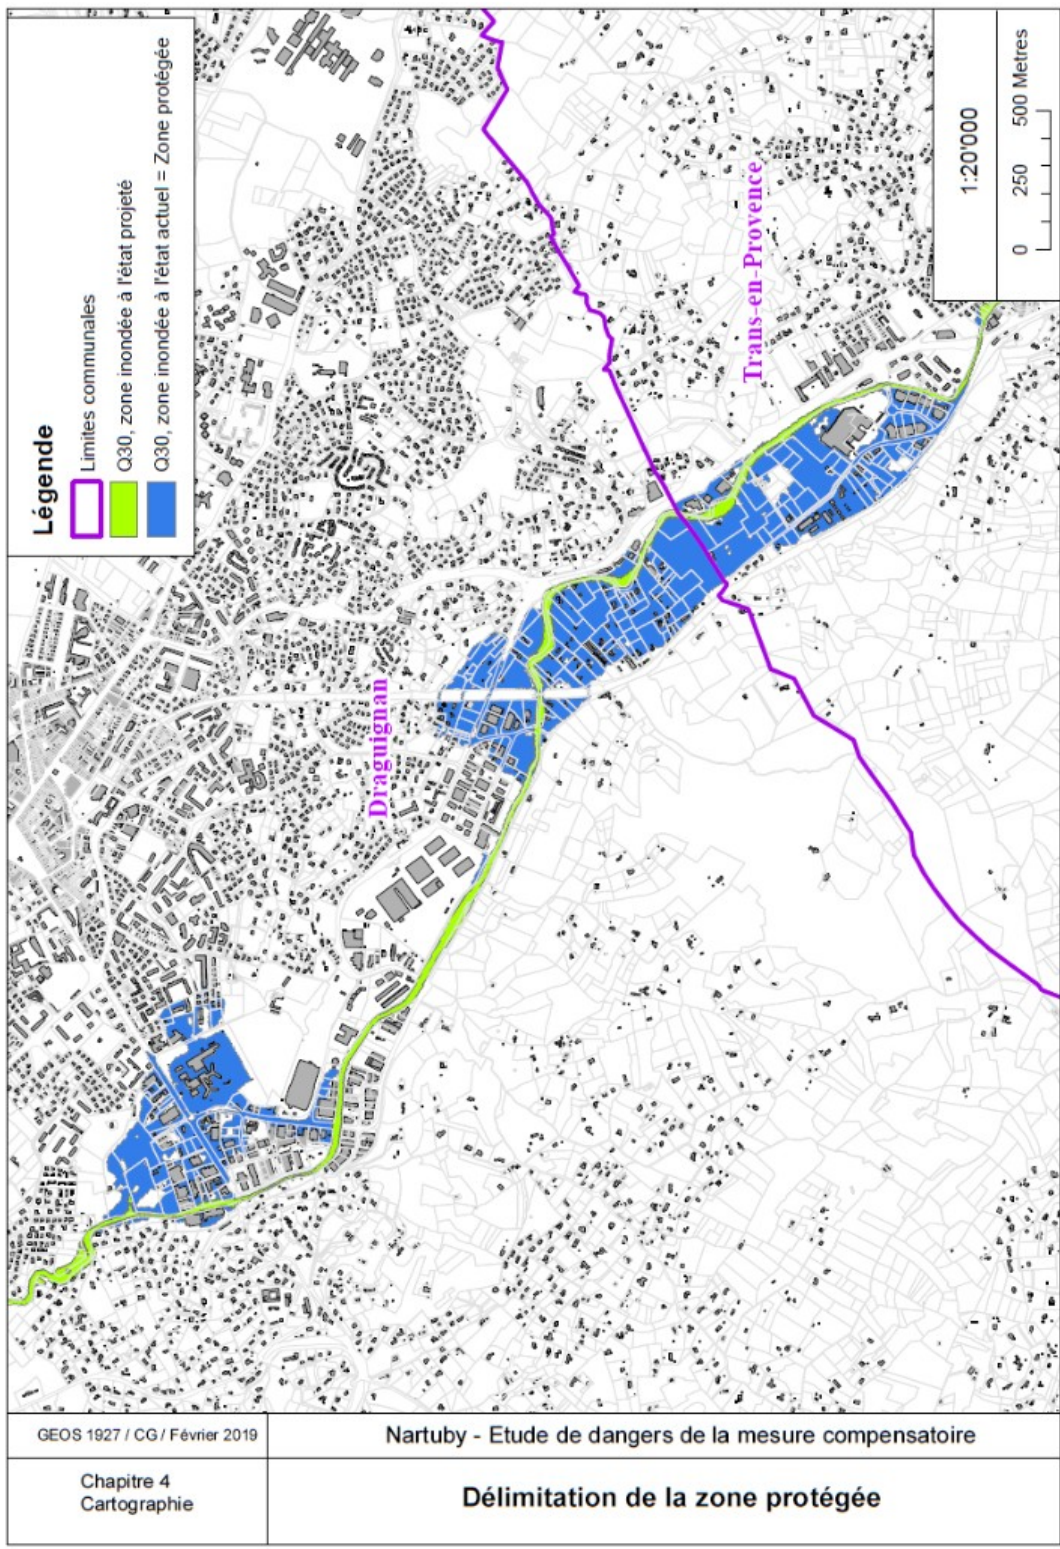 Légende
Limites communales
Q30, zone inondée à l'état projeté
Q30, zone inondée à l'état actuel = Zone protégée
Draguignan
Trans-en-Provence
1:20'000
0 250 500 Metres
GEOS 1927 / CG / Février 2019
Nartuby - Etude de dangers de la mesure compensatoire
Chapitre 4
Cartographie
Délimitation de la zone protégée